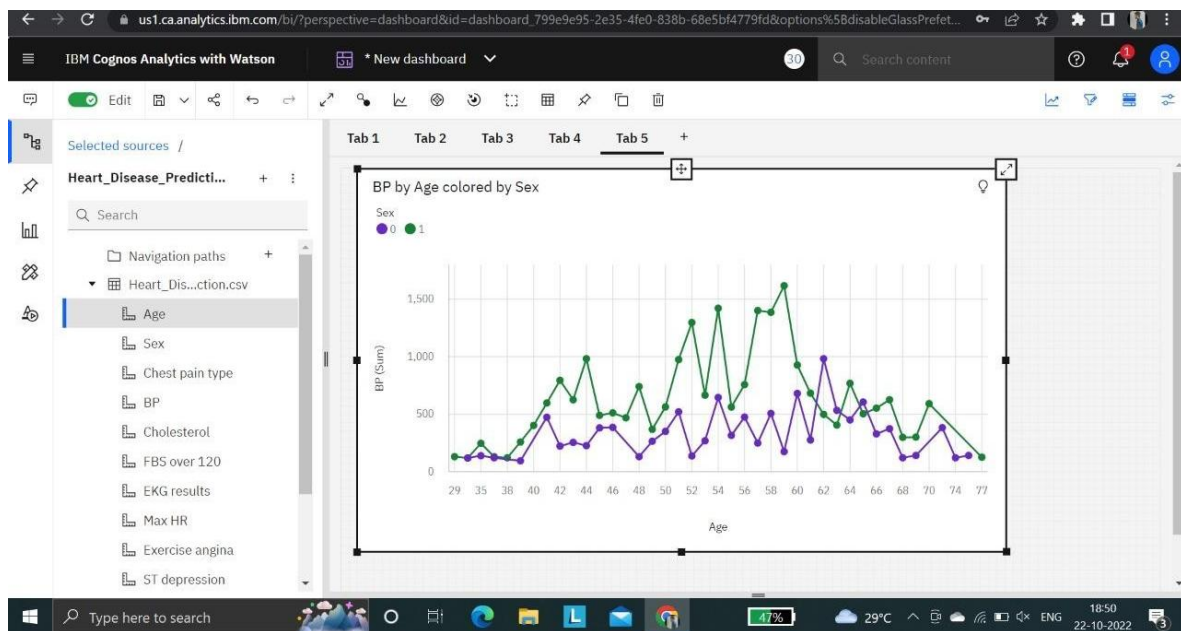 us1.ca.analytics.ibm.com/bi/?perspective=dashboard&id=dashboard_799e9e95-2e35-4fe0-838b-68e5bf4779fd&options%5BdisableGlassPrefet...
IBM Cognos Analytics with Watson
* New dashboard
30
Search content
1
Edit
Selected sources /
Tab 1 Tab 2 Tab 3 Tab 4 Tab 5 +
Heart_Disease_Predicti... +
Search
Navigation paths +
Heart_Dis...ction.csv
Age
Sex
Chest pain type
BP
Cholesterol
FBS over 120
EKG results
Max HR
Exercise angina
ST depression
BP by Age colored by Sex
Sex
0 1
BP (Sum)
1,500
1,000
500
0
29 35 38 40 42 44 46 48 50 52 54 56 58 60 62 64 66 68 70 74 77
Age
Type here to search
L
47%
29°C
ENG
18:50
22-10-2022
3